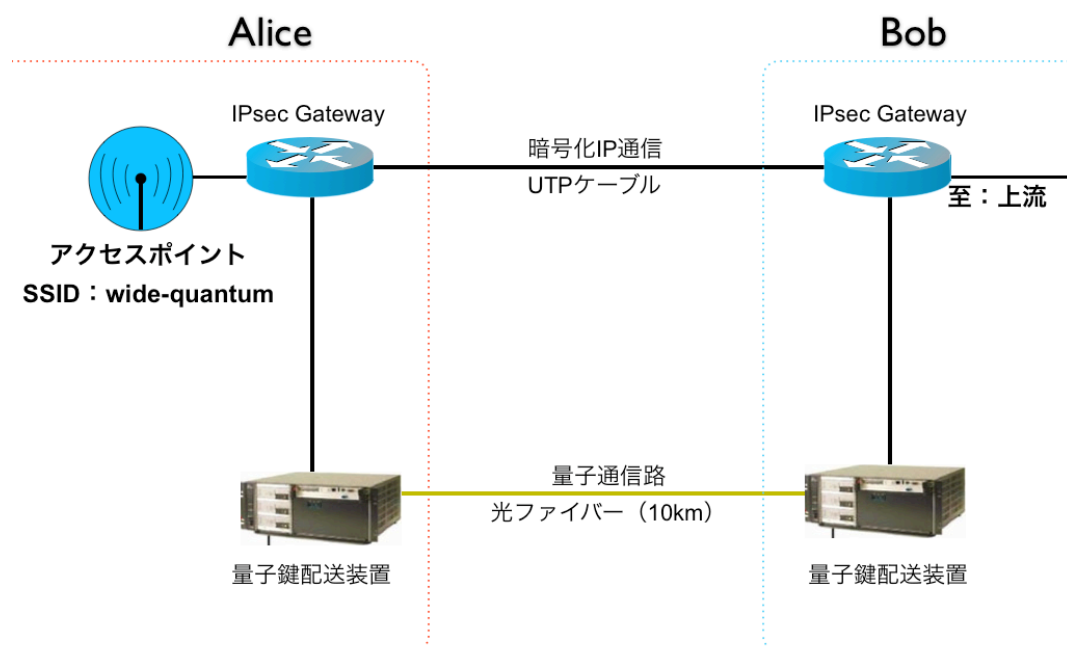 Alice
Bob
IPsec Gateway
IPsec Gateway
暗号化IP通信
UTPケーブル
至：上流
アクセスポイント
SSID：wide-quantum
量子通信路
光ファイバー（10km）
量子鍵配送装置
量子鍵配送装置